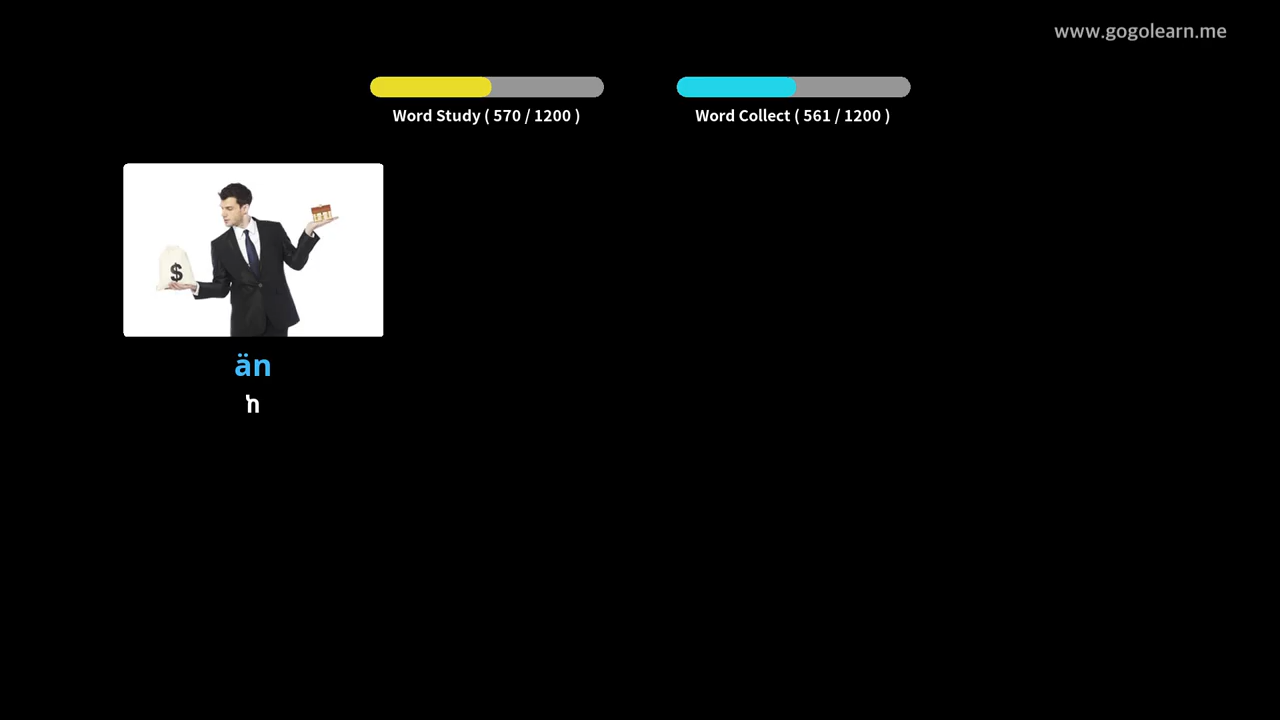 www.gogolearn.me
Word Study ( 570 / 1200 )
Word Collect ( 561 / 1200 )
$
än
ከ